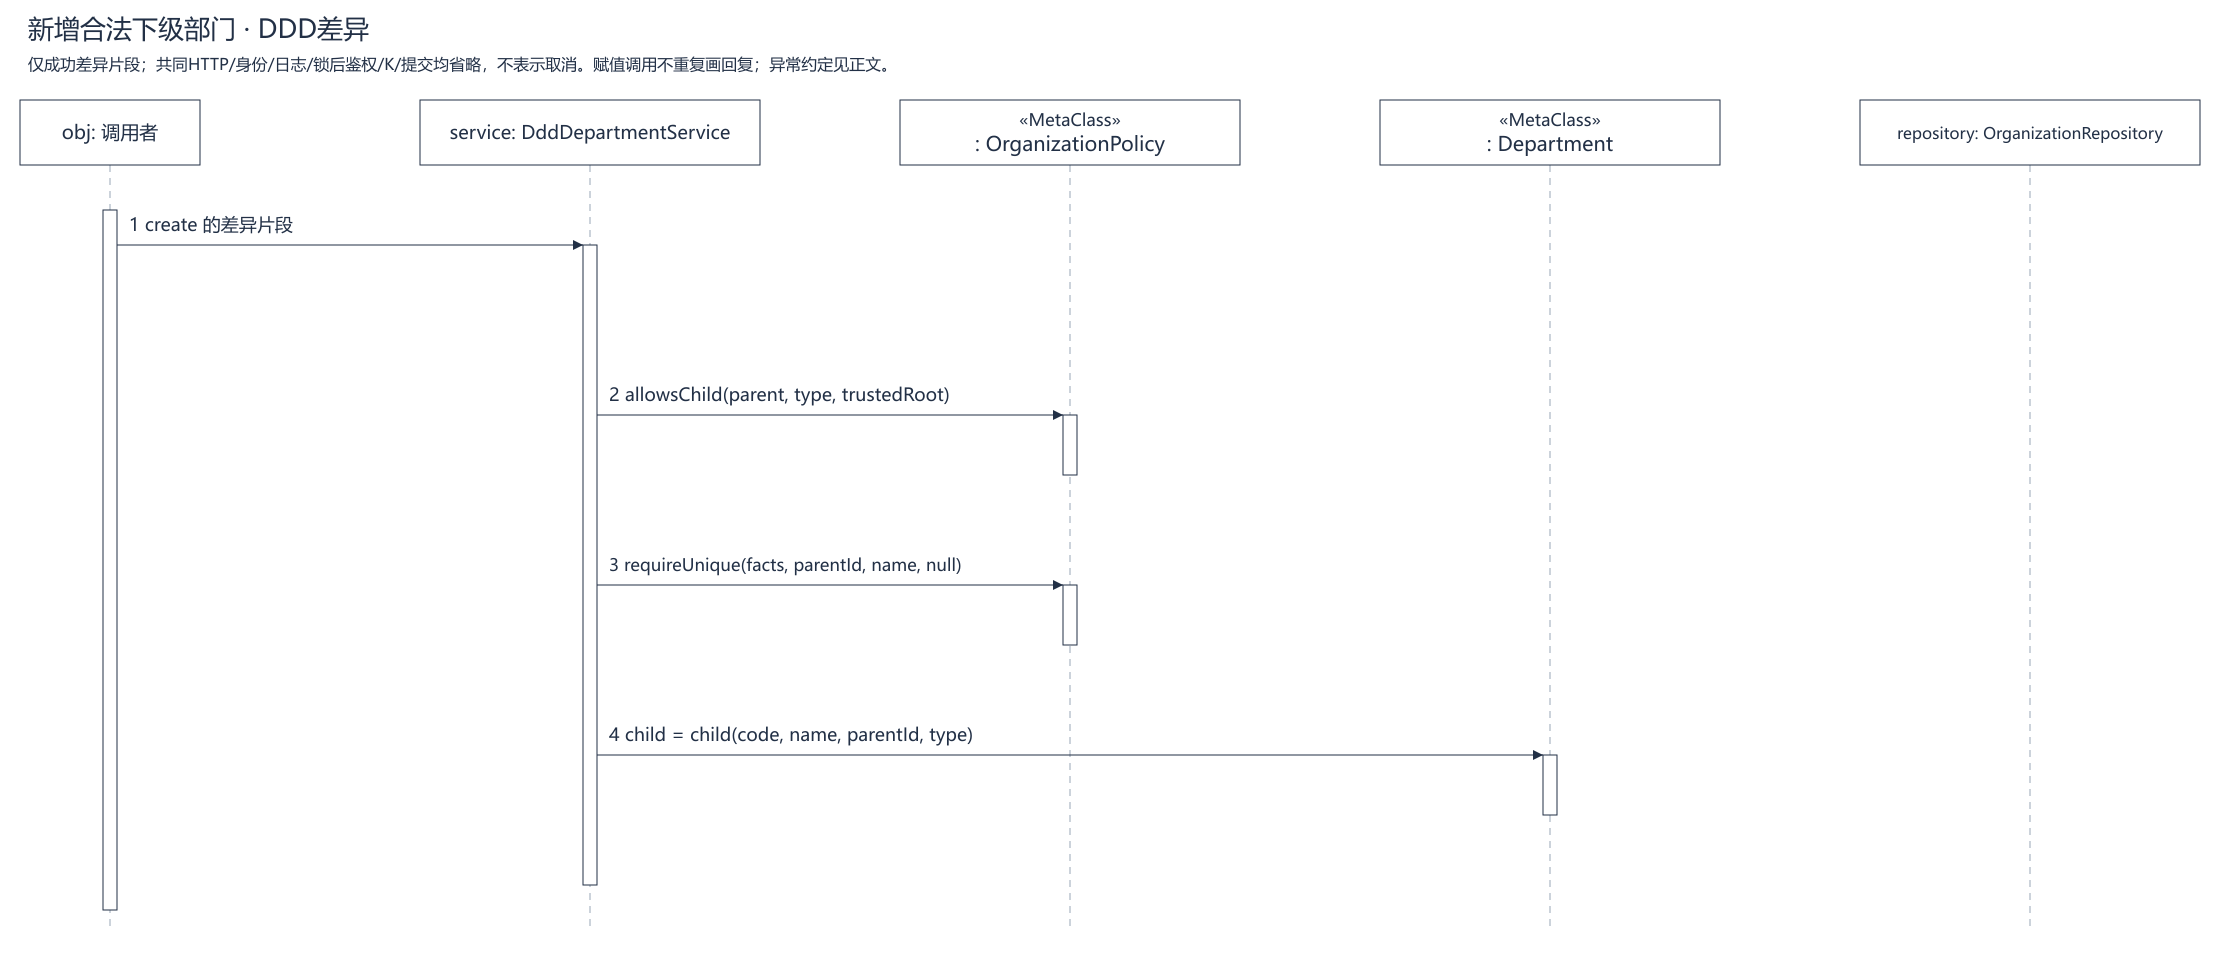 新增合法下级部门 · DDD差异
仅成功差异片段；共同HTTP/身份/日志/锁后鉴权/K/提交均省略，不表示取消。赋值调用不重复画回复；异常约定见正文。
obj: 调用者
service: DddDepartmentService
«MetaClass»
: OrganizationPolicy
«MetaClass»
: Department
repository: OrganizationRepository
1 create 的差异片段
2 allowsChild(parent, type, trustedRoot)
3 requireUnique(facts, parentId, name, null)
4 child = child(code, name, parentId, type)